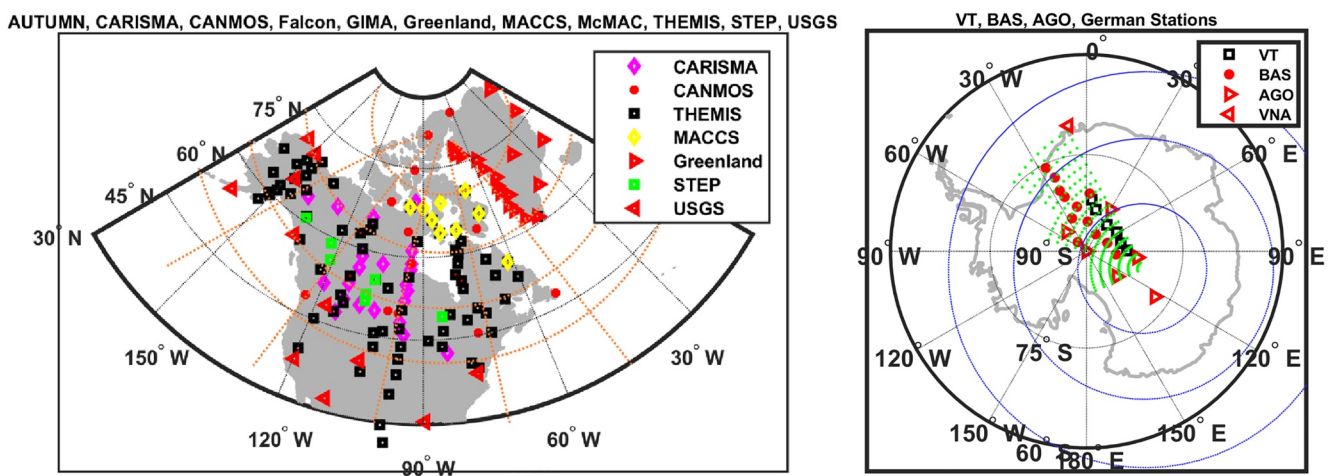 AUTUMN, CARISMA, CANMOS, Falcon, GIMA, Greenland, MACCS, McMAC, THEMIS, STEP, USGS
CARISMA
CANMOS
THEMIS
MACCS
Greenland
STEP
USGS
75° N
60° N
45° N
30° N
150° W
120° W
90° W
60° W
30° W
VT, BAS, AGO, German Stations
VT
BAS
AGO
VNA
0°
30° W
30°
60° W
60° E
90° W
90° S
90° E
120° W
75° S
120° E
150° W
60° S
180° E
150° E